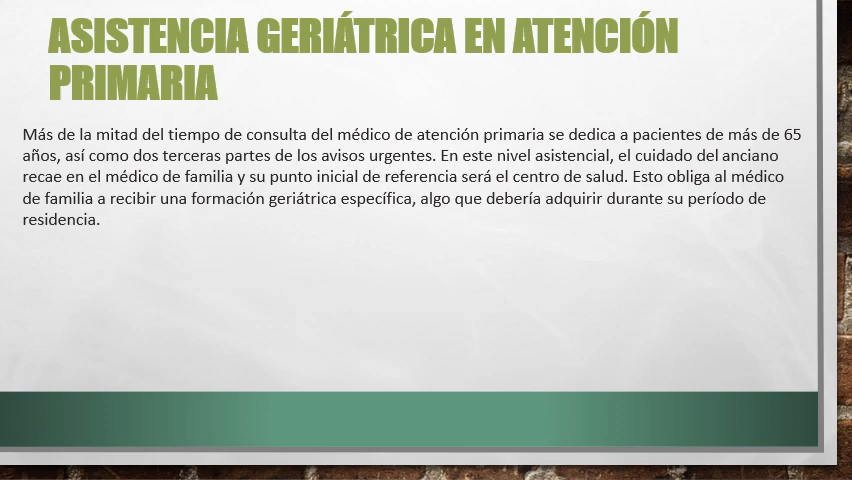 ASISTENCIA GERIÁTRICA EN ATENCIÓN
PRIMARIA
Más de la mitad del tiempo de consulta del médico de atención primaria se dedica a pacientes de más de 65
años, así como dos terceras partes de los avisos urgentes. En este nivel asistencial, el cuidado del anciano
recae en el médico de familia y su punto inicial de referencia será el centro de salud. Esto obliga al médico
de familia a recibir una formación geriátrica específica, algo que debería adquirir durante su período de
residencia.